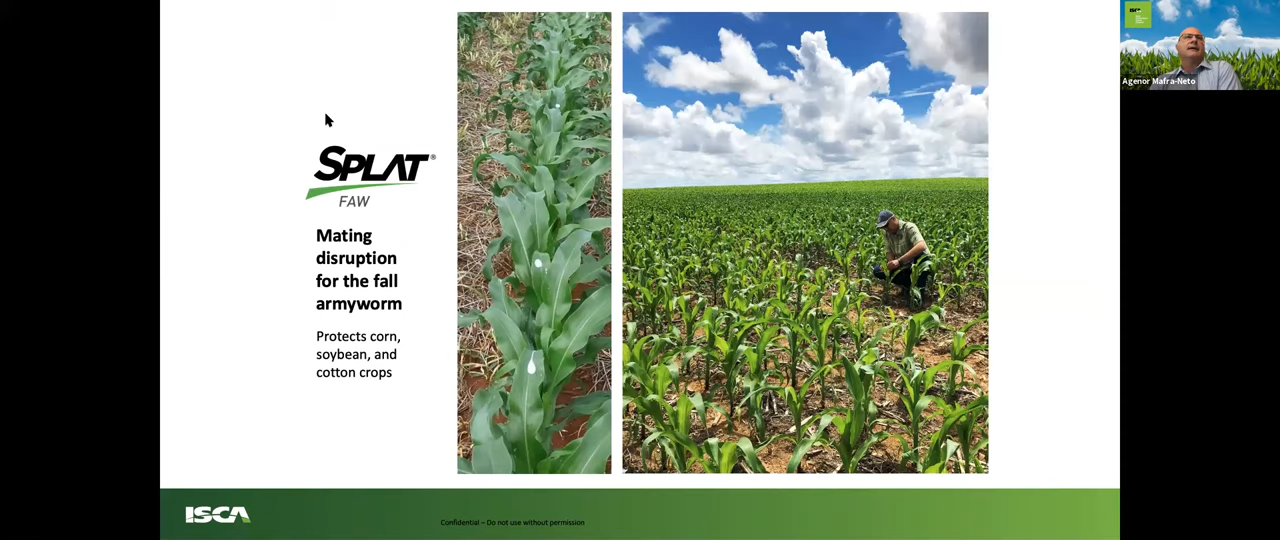 SPLAT®
FAW
Mating
disruption
for the fall
armyworm
Protects corn,
soybean, and
cotton crops
ISCA
Confidential – Do not use without permission
ISCA
Agenor Mafra-Neto